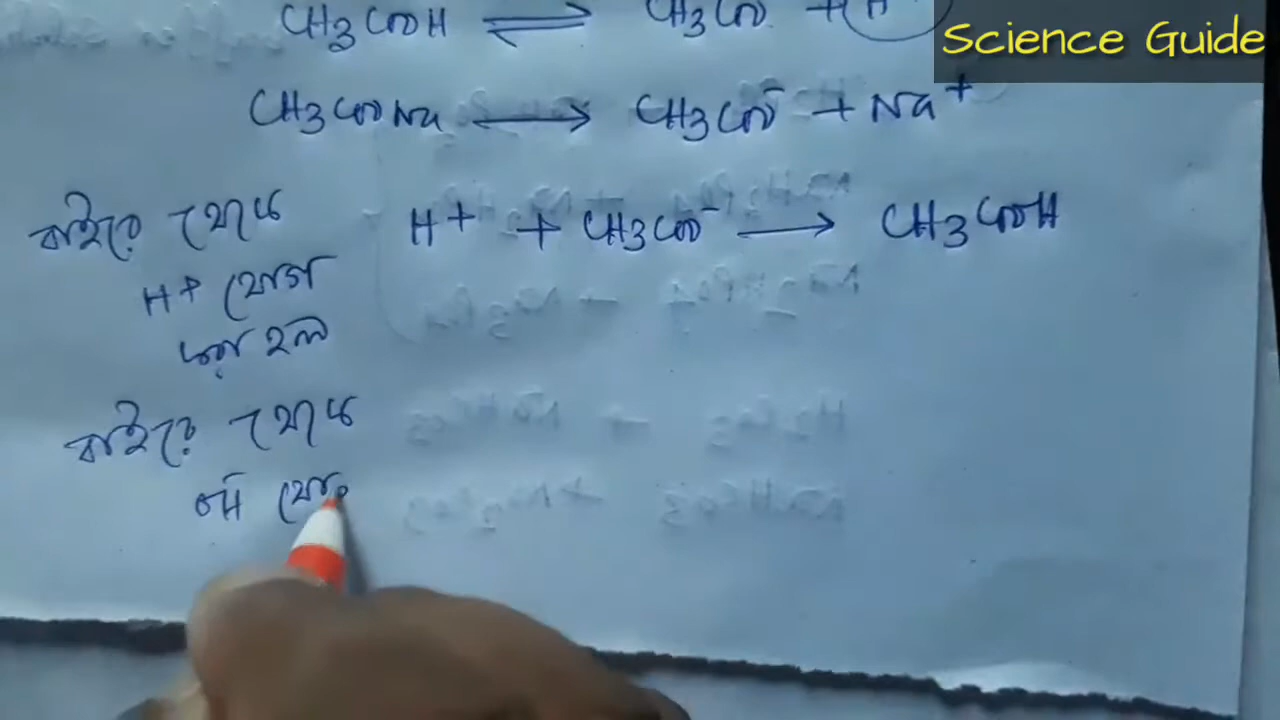 Science Guide
CH3COOH ⇌ CH3COO + H
CH3COONa ⟶ CH3COO⁻ + Na⁺
বাইরে থেকে H+ + CH3COO⁻ ⟶ CH3COOH
H+ যোগ
করা হল
বাইরে থেকে
OH⁻